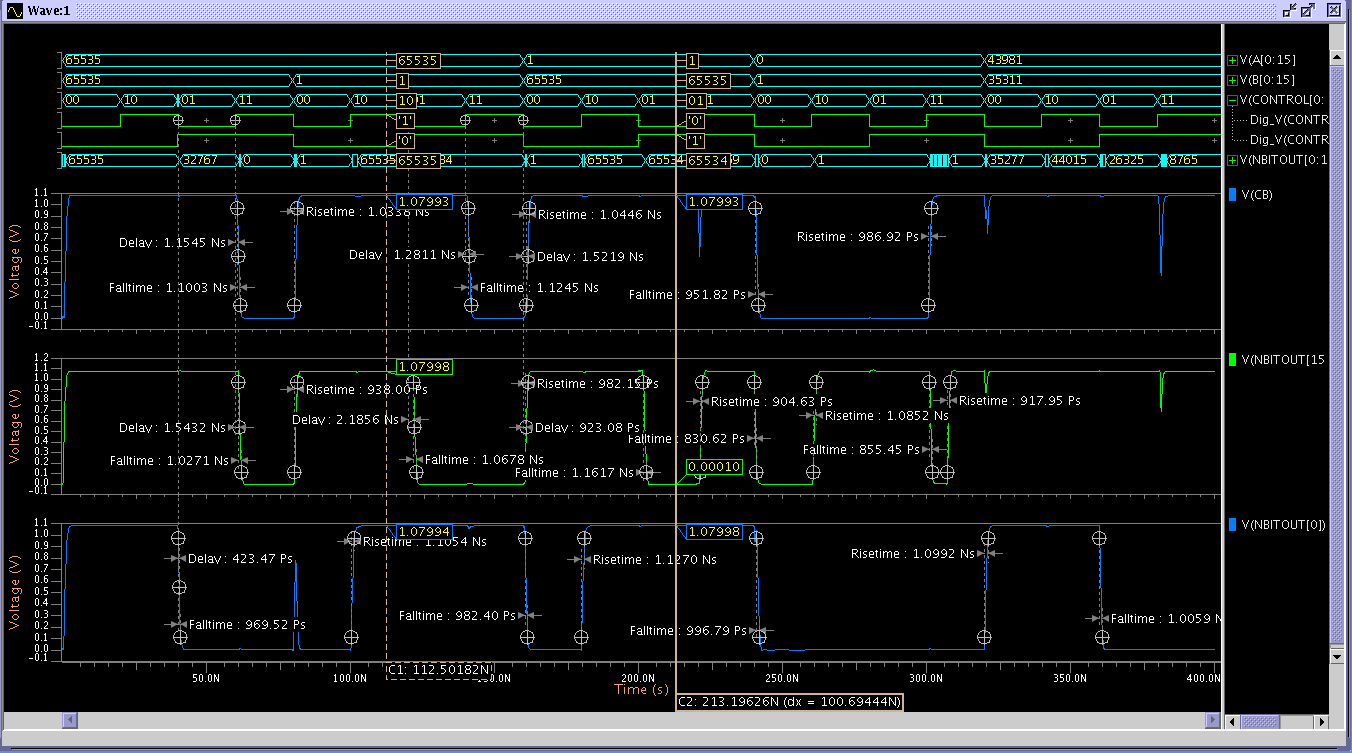 Wave:1
65535 65535 1 1 0 43981 V(A[0:15]
65535 1 1 65535 65535 1 35311 V(B[0:15]
00 10 01 11 00 10 10 01 11 00 10 01 01 1 00 10 01 11 00 10 01 11 V(CONTROL[0:
'1' '0' Dig_V(CONTR
'0' '1' Dig_V(CONTR
65535 32767 0 1 65535 65535 34 1 65535 65534 65534 9 0 1 1 35277 44015 26325 8765 V(NBITOUT[0:1
1.1
1.0
0.9
0.8
0.7
0.6
0.5
0.4
0.3
0.2
0.1
0.0
-0.1
Voltage (V)
1.07993 1.07993 V(CB)
Risetime : 1.0338 Ns Risetime : 1.0446 Ns
Delay : 1.1545 Ns Risetime : 986.92 Ps
Delay : 1.2811 Ns Delay : 1.5219 Ns
Falltime : 1.1003 Ns Falltime : 1.1245 Ns
Falltime : 951.82 Ps
1.2
1.1
1.0
0.9
0.8
0.7
0.6
0.5
0.4
0.3
0.2
0.1
0.0
-0.1
Voltage (V)
1.07998 V(NBITOUT[15
Risetime : 938.00 Ps Risetime : 982.15 Ps
Risetime : 904.63 Ps Risetime : 917.95 Ps
Delay : 2.1856 Ns Risetime : 1.0852 Ns
Delay : 1.5432 Ns Delay : 923.08 Ps
Falltime : 830.62 Ps Falltime : 855.45 Ps
Falltime : 1.0271 Ns Falltime : 1.0678 Ns
0.00010
Falltime : 1.1617 Ns
1.1
1.0
0.9
0.8
0.7
0.6
0.5
0.4
0.3
0.2
0.1
0.0
-0.1
Voltage (V)
1.07994 1.07998 V(NBITOUT[0])
Risetime : 1.1054 Ns
Delay : 423.47 Ps Risetime : 1.1270 Ns Risetime : 1.0992 Ns
Falltime : 969.52 Ps Falltime : 982.40 Ps Falltime : 1.0059 N
Falltime : 996.79 Ps
C1: 112.50182N
50.0N 100.0N 150.0N 200.0N 250.0N 300.0N 350.0N 400.0N
Time (s)
C2: 213.19626N (dx = 100.69444N)